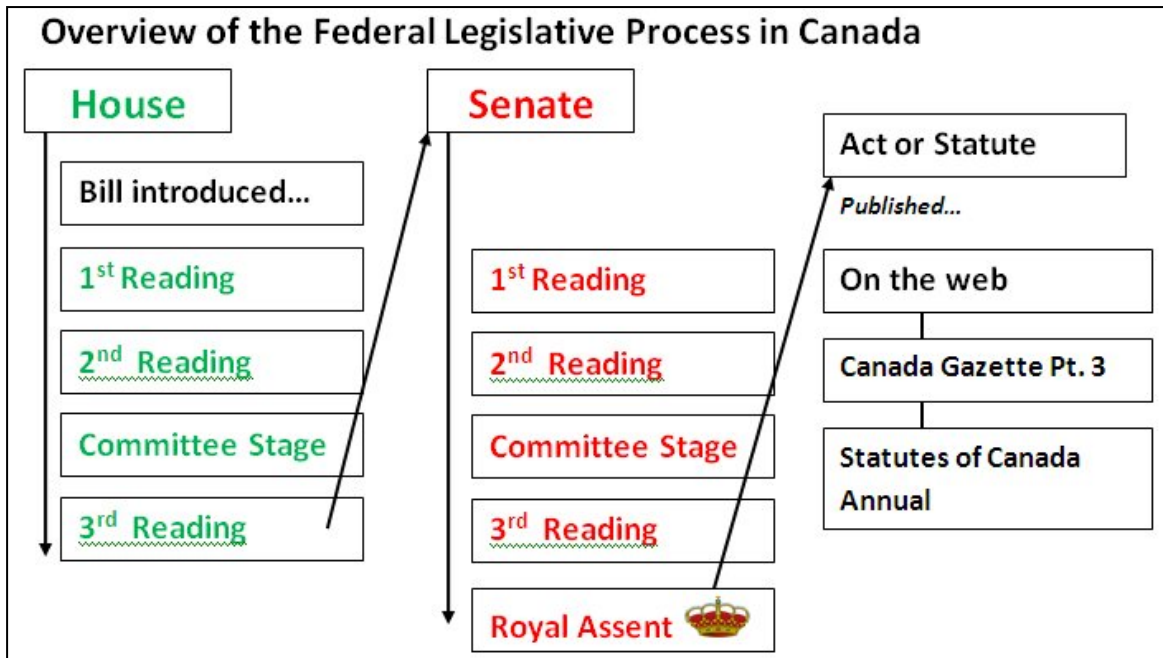 Overview of the Federal Legislative Process in Canada
House
Bill introduced...
1st Reading
2nd Reading
Committee Stage
3rd Reading
Senate
1st Reading
2nd Reading
Committee Stage
3rd Reading
Royal Assent
Act or Statute
Published...
On the web
Canada Gazette Pt. 3
Statutes of Canada
Annual